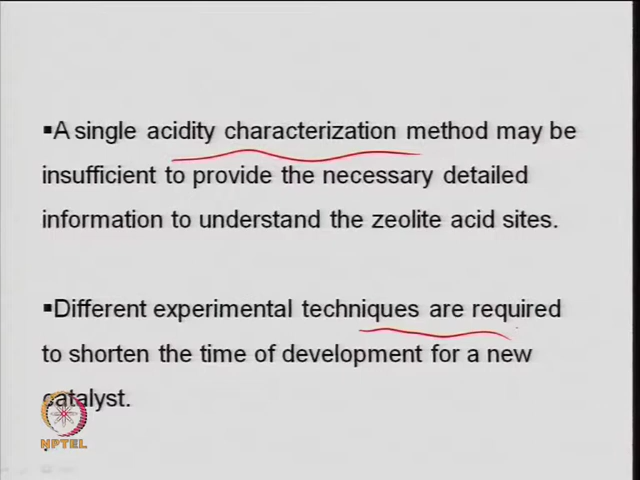 ▪A single acidity characterization method may be
insufficient to provide the necessary detailed
information to understand the zeolite acid sites.
▪Different experimental techniques are required
to shorten the time of development for a new
catalyst.
NPTEL